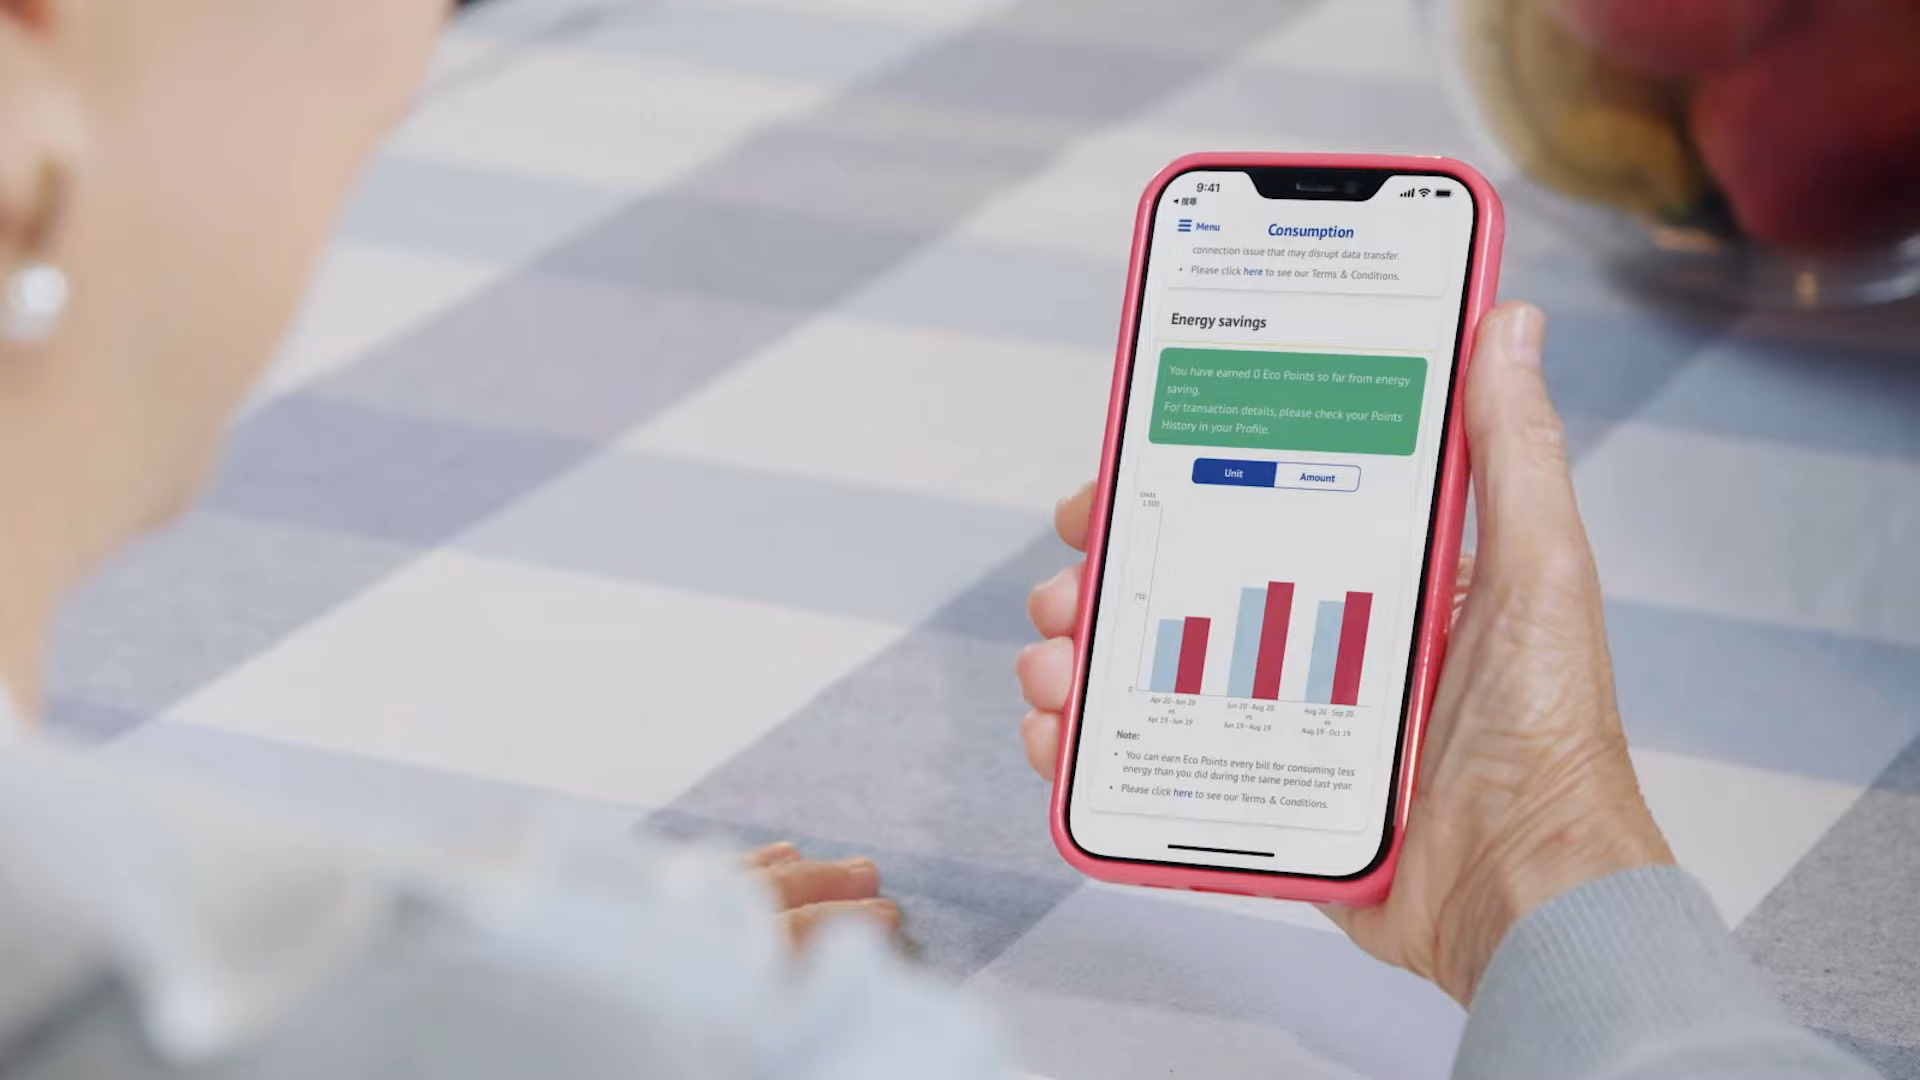 9:41
◂ 搜尋
Menu
Consumption
connection issue that may disrupt data transfer.
• Please click here to see our Terms & Conditions.
Energy savings
You have earned 0 Eco Points so far from energy
saving.
For transaction details, please check your Points
History in your Profile.
Unit
Amount
Units
1,500
750
0
Apr 20 - Jun 20
vs
Apr 19 - Jun 19
Jun 20 - Aug 20
vs
Jun 19 - Aug 19
Aug 20 - Sep 20
vs
Aug 19 - Oct 19
Note:
• You can earn Eco Points every bill for consuming less
energy than you did during the same period last year.
• Please click here to see our Terms & Conditions.